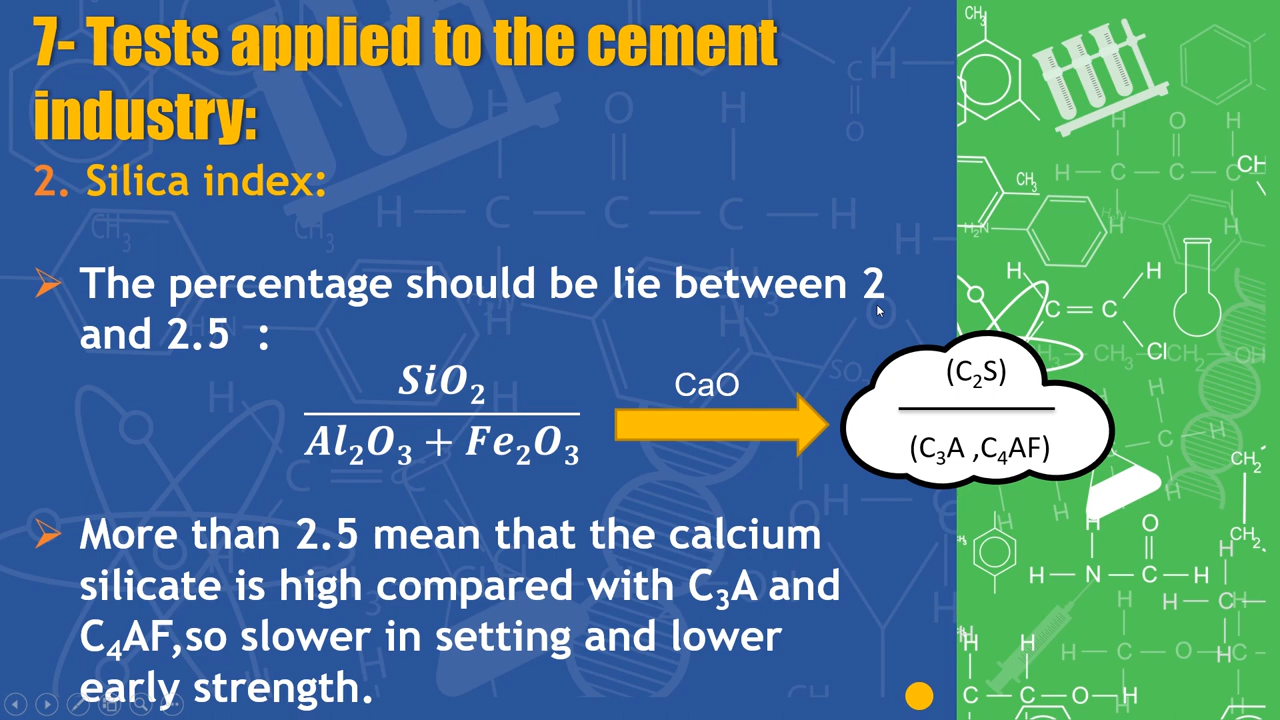 7- Tests applied to the cement
industry:
2. Silica index:
➢ The percentage should be lie between 2
and 2.5 :
SiO₂
Al₂O₃ + Fe₂O₃
CaO
(C₂S)
(C₃A ,C₄AF)
➢ More than 2.5 mean that the calcium
silicate is high compared with C₃A and
C₄AF,so slower in setting and lower
early strength.